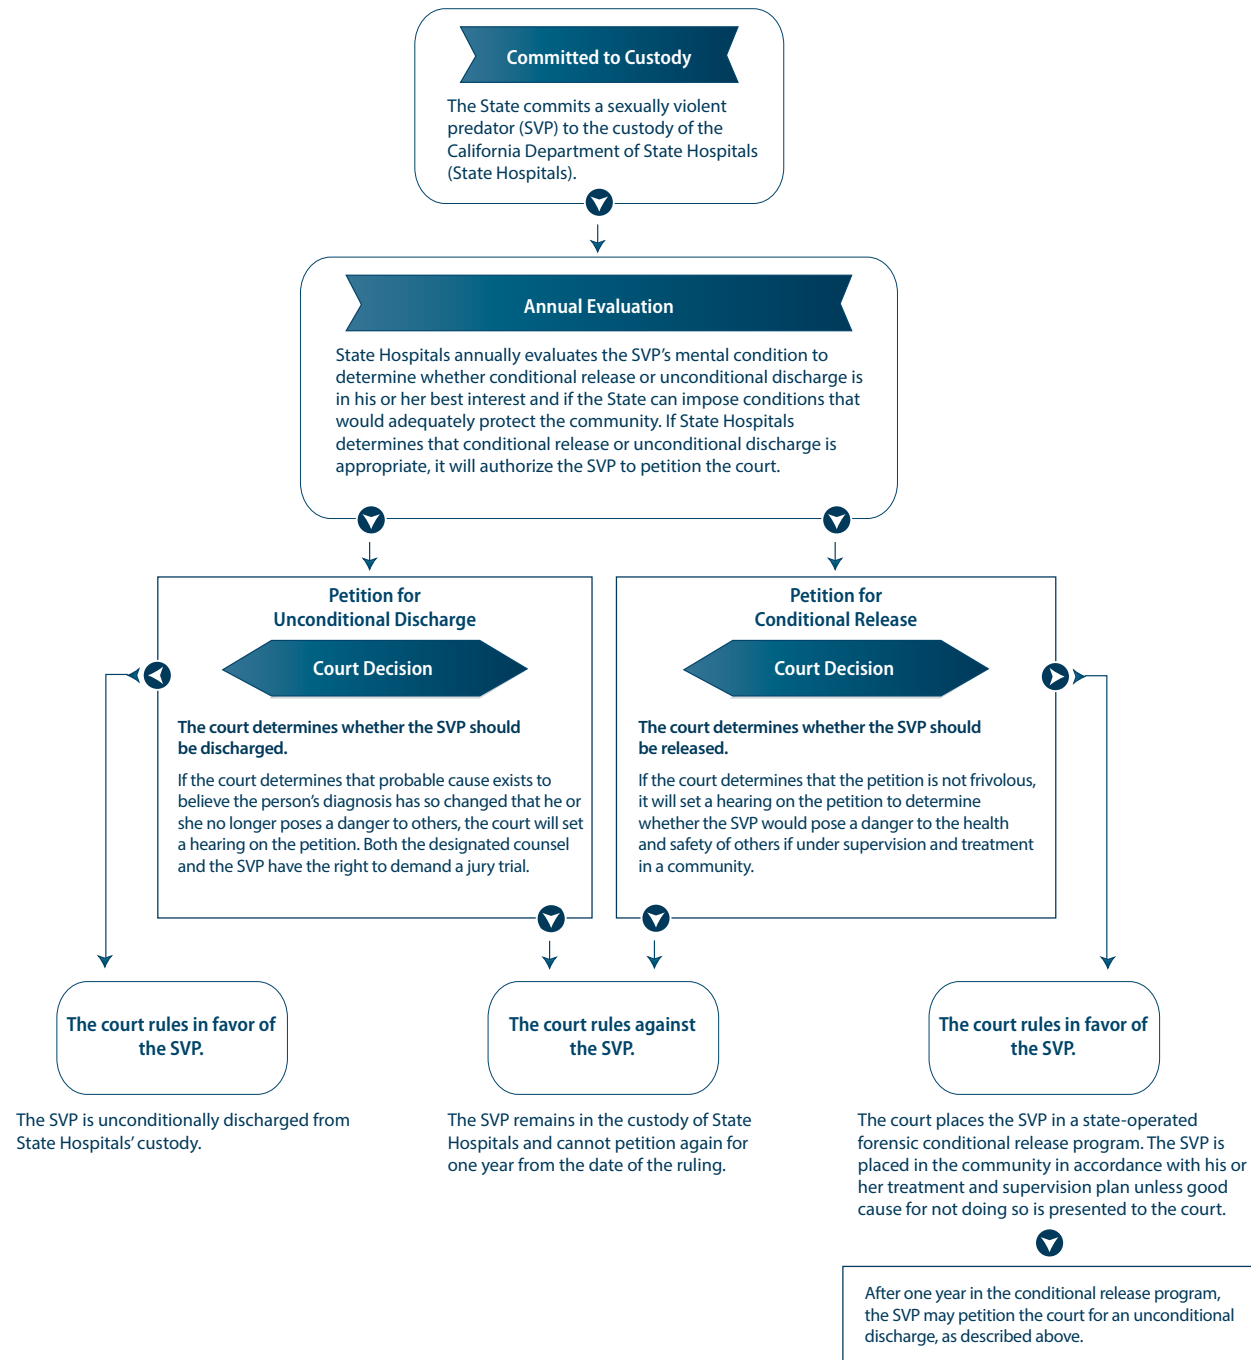 Committed to Custody
The State commits a sexually violent
predator (SVP) to the custody of the
California Department of State Hospitals
(State Hospitals).
Annual Evaluation
State Hospitals annually evaluates the SVP’s mental condition to
determine whether conditional release or unconditional discharge is
in his or her best interest and if the State can impose conditions that
would adequately protect the community. If State Hospitals
determines that conditional release or unconditional discharge is
appropriate, it will authorize the SVP to petition the court.
Petition for
Unconditional Discharge
Court Decision
The court determines whether the SVP should
be discharged.
If the court determines that probable cause exists to
believe the person’s diagnosis has so changed that he or
she no longer poses a danger to others, the court will set
a hearing on the petition. Both the designated counsel
and the SVP have the right to demand a jury trial.
Petition for
Conditional Release
Court Decision
The court determines whether the SVP should
be released.
If the court determines that the petition is not frivolous,
it will set a hearing on the petition to determine
whether the SVP would pose a danger to the health
and safety of others if under supervision and treatment
in a community.
The court rules in favor of
the SVP.
The SVP is unconditionally discharged from
State Hospitals’ custody.
The court rules against
the SVP.
The SVP remains in the custody of State
Hospitals and cannot petition again for
one year from the date of the ruling.
The court rules in favor of
the SVP.
The court places the SVP in a state-operated
forensic conditional release program. The SVP is
placed in the community in accordance with his or
her treatment and supervision plan unless good
cause for not doing so is presented to the court.
After one year in the conditional release program,
the SVP may petition the court for an unconditional
discharge, as described above.